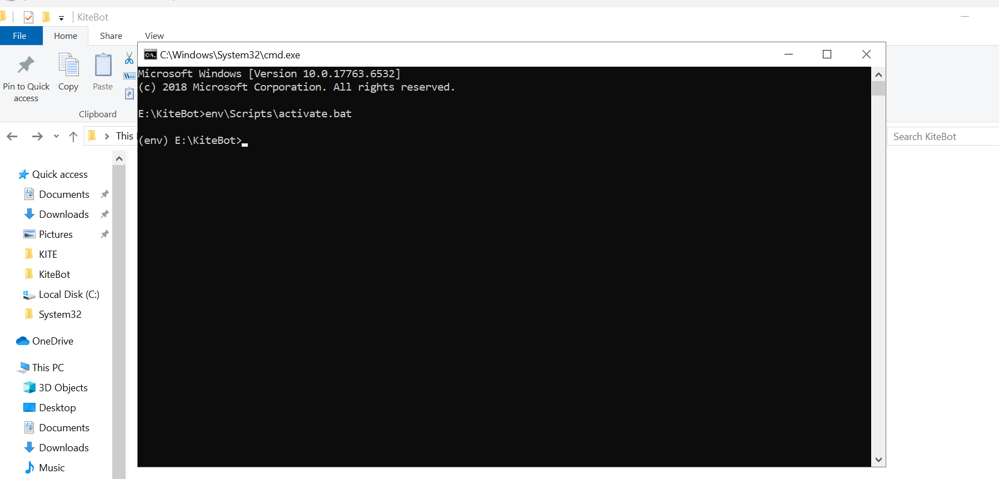 KiteBot
File Home Share View
C:\Windows\System32\cmd.exe
Pin to Quick
access
Copy
Paste
Clipboard
Microsoft Windows [Version 10.0.17763.6532]
(c) 2018 Microsoft Corporation. All rights reserved.
E:\KiteBot>env\Scripts\activate.bat
(env) E:\KiteBot>
This
Search KiteBot
Quick access
Documents
Downloads
Pictures
KITE
KiteBot
Local Disk (C:)
System32
OneDrive
This PC
3D Objects
Desktop
Documents
Downloads
Music